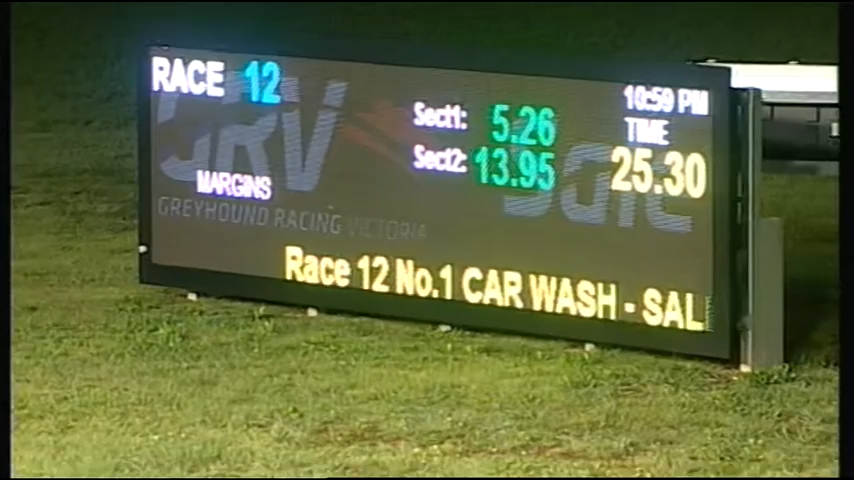 RACE 12
10:59 PM
Sect1: 5.26
TIME
Sect2: 13.95
25.30
GRV
MARGINS
GREYHOUND RACING VICTORIA
Race 12 No.1 CAR WASH - SAL